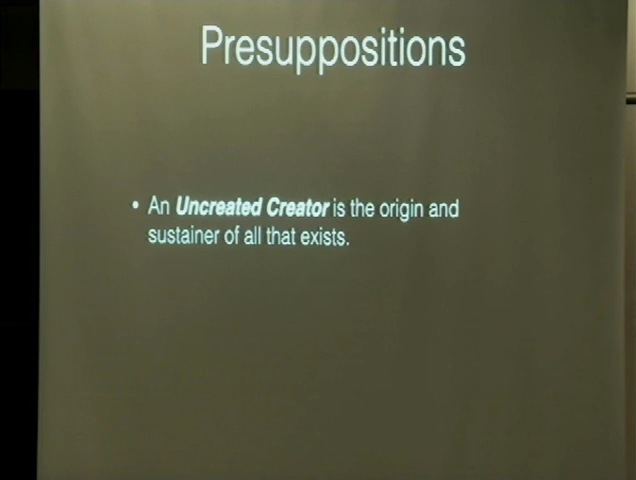 Presuppositions
• An Uncreated Creator is the origin and
sustainer of all that exists.